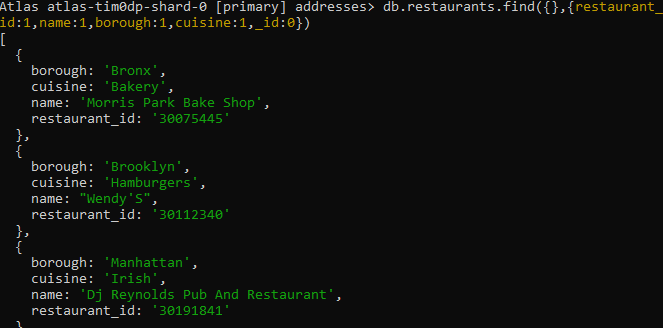 Atlas atlas-tim0dp-shard-0 [primary] addresses> db.restaurants.find({},{restaurant_
id:1,name:1,borough:1,cuisine:1,_id:0})
[
  {
    borough: 'Bronx',
    cuisine: 'Bakery',
    name: 'Morris Park Bake Shop',
    restaurant_id: '30075445'
  },
  {
    borough: 'Brooklyn',
    cuisine: 'Hamburgers',
    name: "Wendy'S",
    restaurant_id: '30112340'
  },
  {
    borough: 'Manhattan',
    cuisine: 'Irish',
    name: 'Dj Reynolds Pub And Restaurant',
    restaurant_id: '30191841'
  }